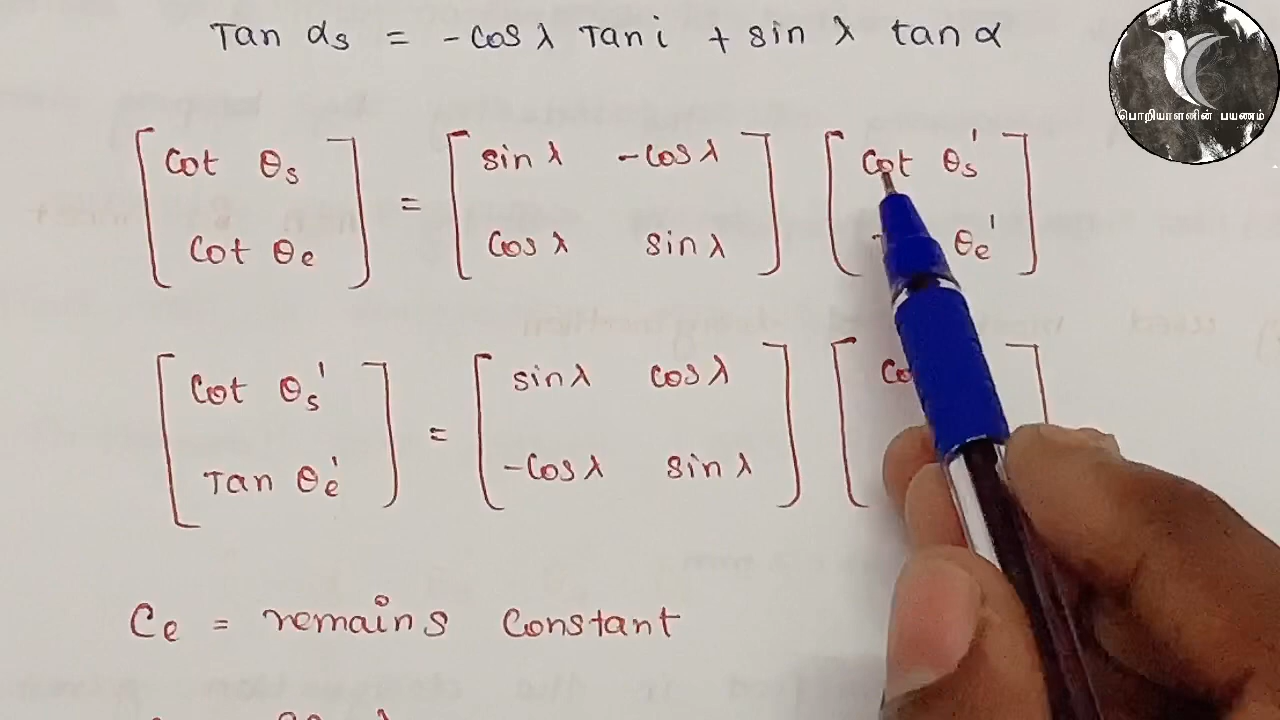 Tan αs = -cos λ Tan i + sin λ tan α
பொறியாளனின் பயணம்
[Cot θs] = [sin λ -cos λ] [Cot θs']
[Cot θe] [cos λ sin λ] [θe']
[Cot θs'] = [sin λ cos λ]
[Tan θe'] [-cos λ sin λ]
Ce = remains constant